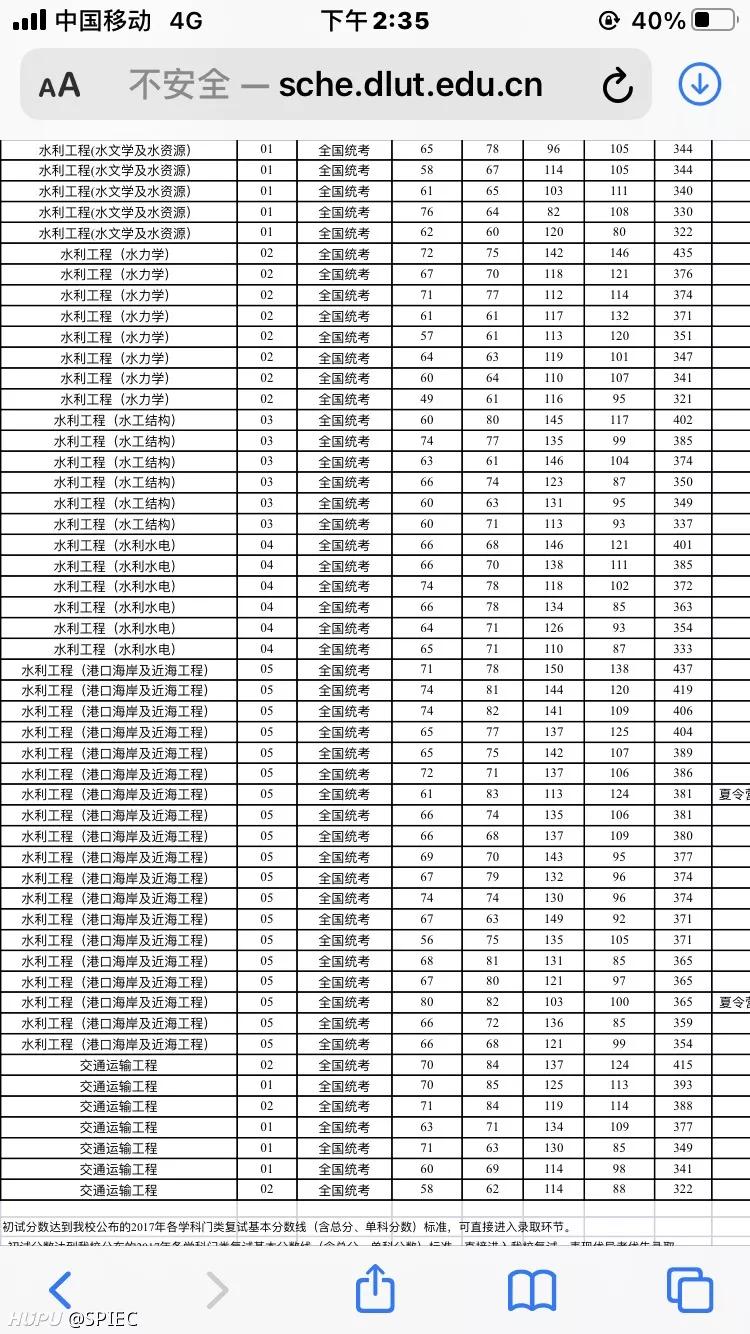 中国移动 4G 下午2:35 40%
AA 不安全 — sche.dlut.edu.cn
水利工程(水文学及水资源) 01 全国统考 65 78 96 105 344
水利工程(水文学及水资源) 01 全国统考 58 67 114 105 344
水利工程(水文学及水资源) 01 全国统考 61 65 103 111 340
水利工程(水文学及水资源) 01 全国统考 76 64 82 108 330
水利工程(水文学及水资源) 01 全国统考 62 60 120 80 322
水利工程（水力学） 02 全国统考 72 75 142 146 435
水利工程（水力学） 02 全国统考 67 70 118 121 376
水利工程（水力学） 02 全国统考 71 77 112 114 374
水利工程（水力学） 02 全国统考 61 61 117 132 371
水利工程（水力学） 02 全国统考 57 61 113 120 351
水利工程（水力学） 02 全国统考 64 63 119 101 347
水利工程（水力学） 02 全国统考 60 64 110 107 341
水利工程（水力学） 02 全国统考 49 61 116 95 321
水利工程（水工结构） 03 全国统考 60 80 145 117 402
水利工程（水工结构） 03 全国统考 74 77 135 99 385
水利工程（水工结构） 03 全国统考 63 61 146 104 374
水利工程（水工结构） 03 全国统考 66 74 123 87 350
水利工程（水工结构） 03 全国统考 60 63 131 95 349
水利工程（水工结构） 03 全国统考 60 71 113 93 337
水利工程（水利水电） 04 全国统考 66 68 146 121 401
水利工程（水利水电） 04 全国统考 66 70 138 111 385
水利工程（水利水电） 04 全国统考 74 78 118 102 372
水利工程（水利水电） 04 全国统考 66 78 134 85 363
水利工程（水利水电） 04 全国统考 64 71 126 93 354
水利工程（水利水电） 04 全国统考 65 71 110 87 333
水利工程（港口海岸及近海工程） 05 全国统考 71 78 150 138 437
水利工程（港口海岸及近海工程） 05 全国统考 74 81 144 120 419
水利工程（港口海岸及近海工程） 05 全国统考 74 82 141 109 406
水利工程（港口海岸及近海工程） 05 全国统考 65 77 137 125 404
水利工程（港口海岸及近海工程） 05 全国统考 65 75 142 107 389
水利工程（港口海岸及近海工程） 05 全国统考 72 71 137 106 386
水利工程（港口海岸及近海工程） 05 全国统考 61 83 113 124 381 夏令营
水利工程（港口海岸及近海工程） 05 全国统考 66 74 135 106 381
水利工程（港口海岸及近海工程） 05 全国统考 66 68 137 109 380
水利工程（港口海岸及近海工程） 05 全国统考 69 70 143 95 377
水利工程（港口海岸及近海工程） 05 全国统考 67 79 132 96 374
水利工程（港口海岸及近海工程） 05 全国统考 74 74 130 96 374
水利工程（港口海岸及近海工程） 05 全国统考 67 63 149 92 371
水利工程（港口海岸及近海工程） 05 全国统考 56 75 135 105 371
水利工程（港口海岸及近海工程） 05 全国统考 68 81 131 85 365
水利工程（港口海岸及近海工程） 05 全国统考 67 80 121 97 365
水利工程（港口海岸及近海工程） 05 全国统考 80 82 103 100 365 夏令营
水利工程（港口海岸及近海工程） 05 全国统考 66 72 136 85 359
水利工程（港口海岸及近海工程） 05 全国统考 66 68 121 99 354
交通运输工程 02 全国统考 70 84 137 124 415
交通运输工程 01 全国统考 70 85 125 113 393
交通运输工程 02 全国统考 71 84 119 114 388
交通运输工程 01 全国统考 63 71 134 109 377
交通运输工程 01 全国统考 71 63 130 85 349
交通运输工程 01 全国统考 60 69 114 98 341
交通运输工程 02 全国统考 58 62 114 88 322
初试分数达到我校公布的2017年各学科门类复试基本分数线（含总分、单科分数）标准，可直接进入录取环节。
HUPU @SPIEC